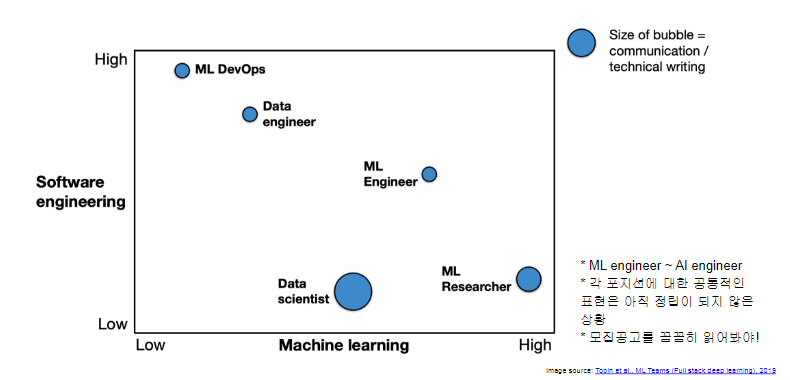 Size of bubble =
communication /
technical writing
High
ML DevOps
Data
engineer
ML
Engineer
Software
engineering
Data
scientist
ML
Researcher
Low
Low
Machine learning
High
* ML engineer ~ AI engineer
* 각 포지션에 대한 공통적인
표현은 아직 정립이 되지 않은
상황
* 모집공고를 꼼꼼히 읽어봐야!
Image source: Tobin et al., ML Teams (Full stack deep learning), 2019